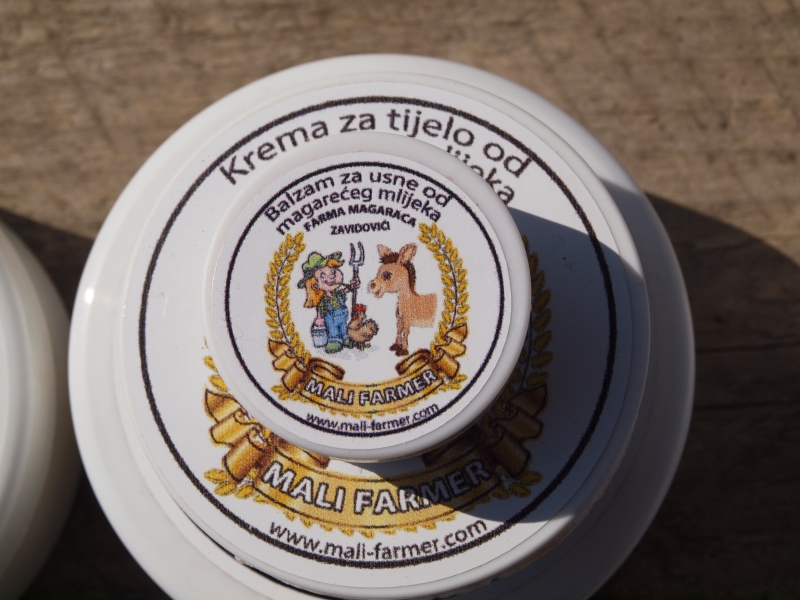 Krema za tijelo od
Balzam za usne od
magarećeg mlijeka
FARMA MAGARACA
ZAVIDOVIĆI
MALI FARMER
www.mali-farmer.com
MALI FARMER
www.mali-farmer.com